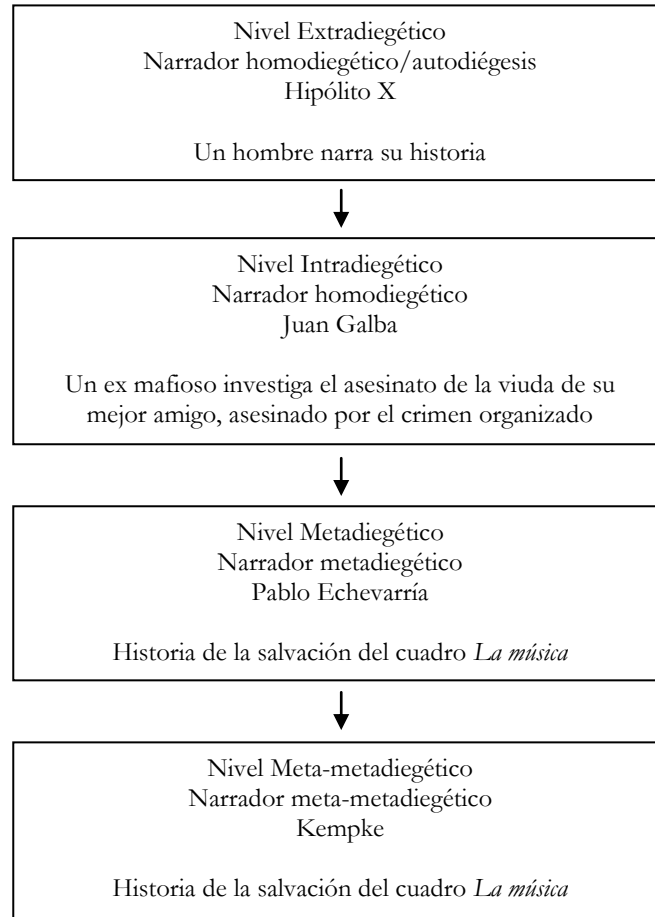 Nivel Extradiegético
Narrador homodiegético/autodiégesis
Hipólito X
Un hombre narra su historia
Nivel Intradiegético
Narrador homodiegético
Juan Galba
Un ex mafioso investiga el asesinato de la viuda de su
mejor amigo, asesinado por el crimen organizado
Nivel Metadiegético
Narrador metadiegético
Pablo Echevarría
Historia de la salvación del cuadro La música
Nivel Meta-metadiegético
Narrador meta-metadiegético
Kempke
Historia de la salvación del cuadro La música